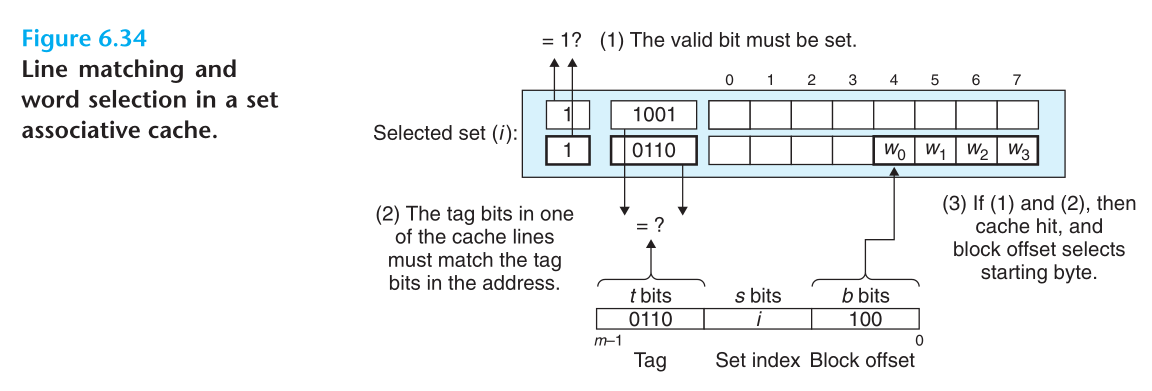 Figure 6.34
Line matching and
word selection in a set
associative cache.
= 1? (1) The valid bit must be set.
0 1 2 3 4 5 6 7
1 1001
Selected set (i):
1 0110 w0 w1 w2 w3
(2) The tag bits in one
of the cache lines
must match the tag
bits in the address.
= ?
(3) If (1) and (2), then
cache hit, and
block offset selects
starting byte.
t bits s bits b bits
0110 i 100
m–1 0
Tag Set index Block offset